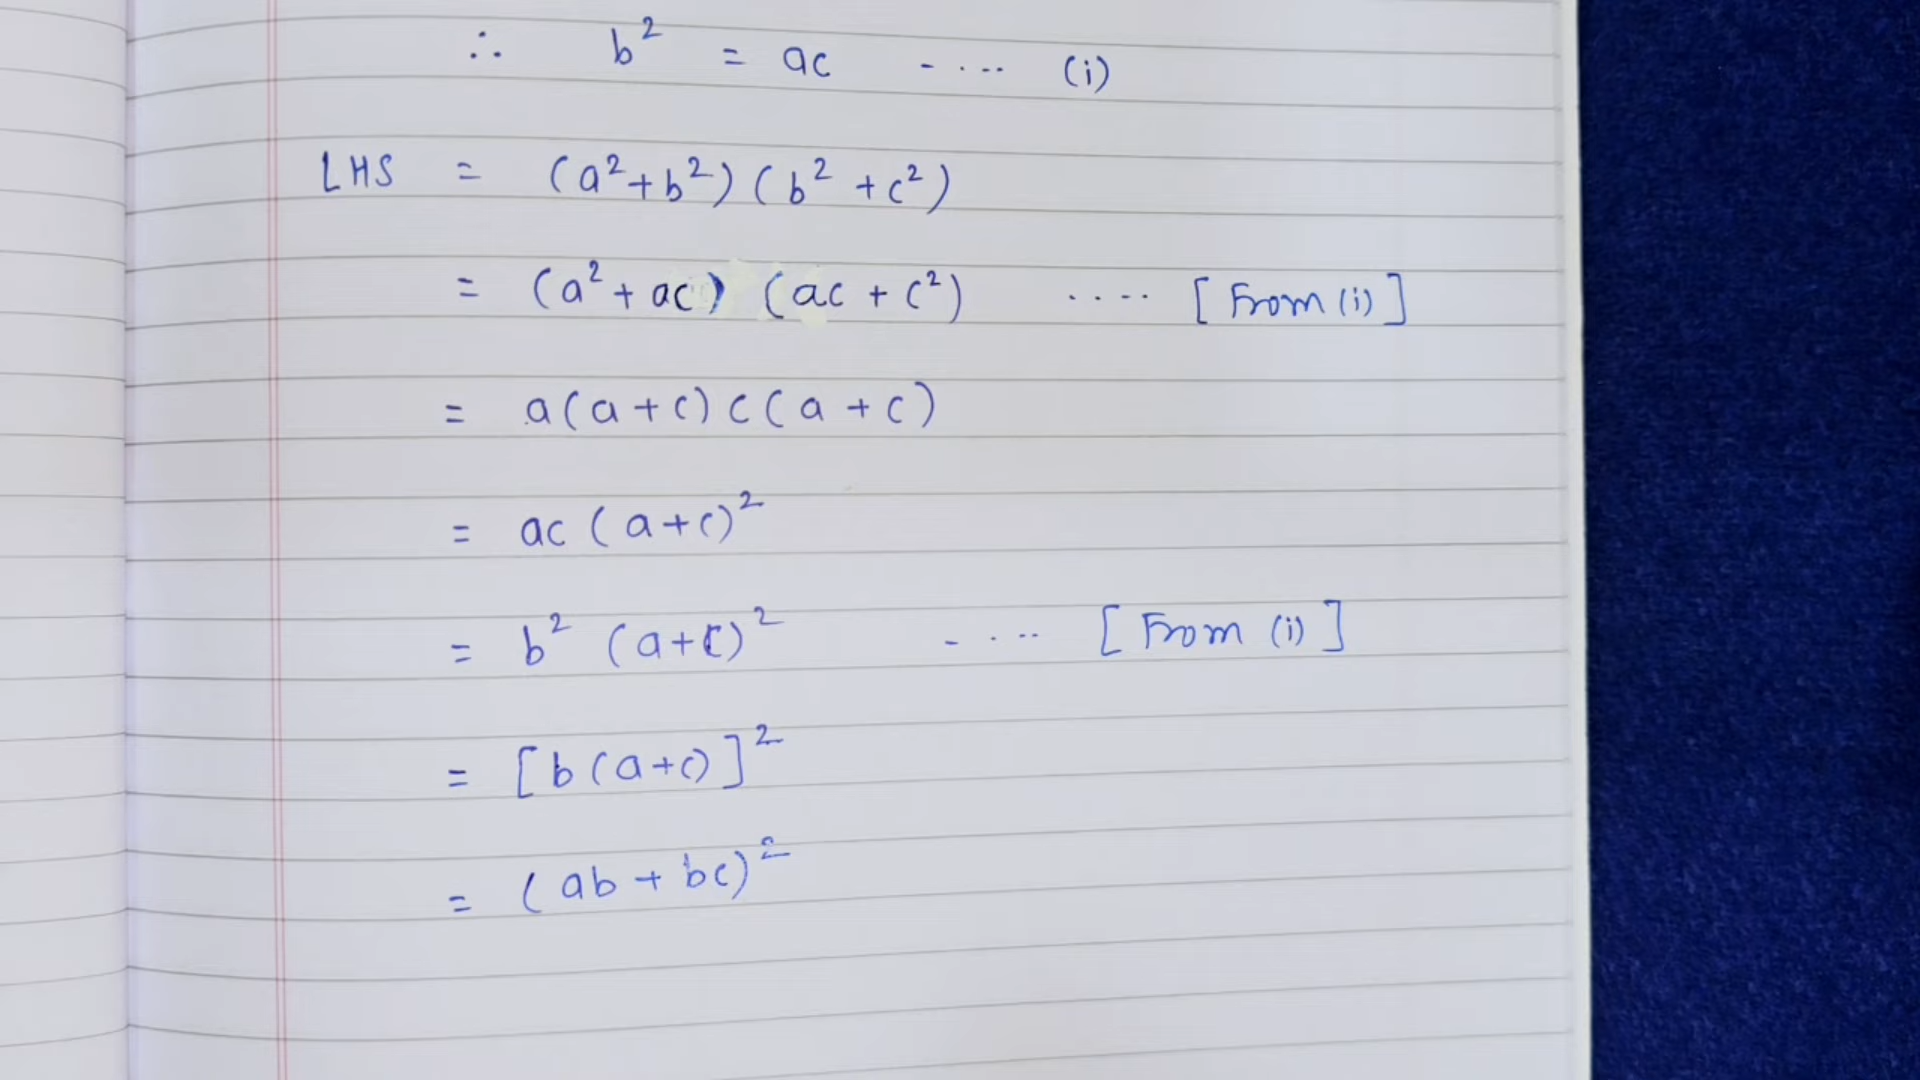 ∴ b² = ac - ... (i)
LHS = (a²+b²) (b² + c²)
= (a² + ac) (ac + c²) .... [From (i)]
= a(a+c) c(a+c)
= ac (a+c)²
= b² (a+c)² - ... [From (i)]
= [b(a+c)]²
= (ab + bc)²